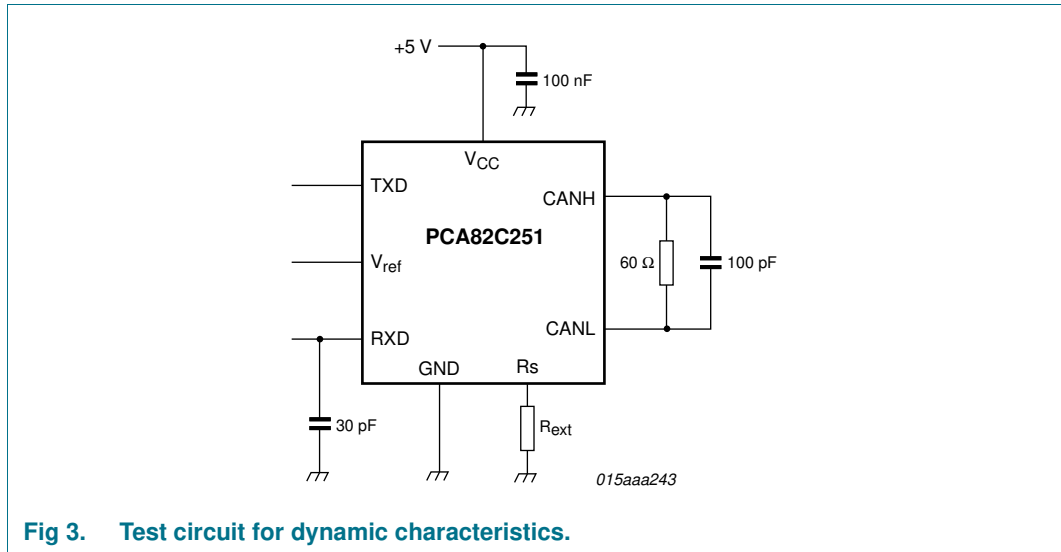 +5 V
100 nF
VCC
TXD
CANH
PCA82C251
Vref
60 Ω
100 pF
RXD
CANL
GND
Rs
30 pF
Rext
015aaa243
Fig 3. Test circuit for dynamic characteristics.